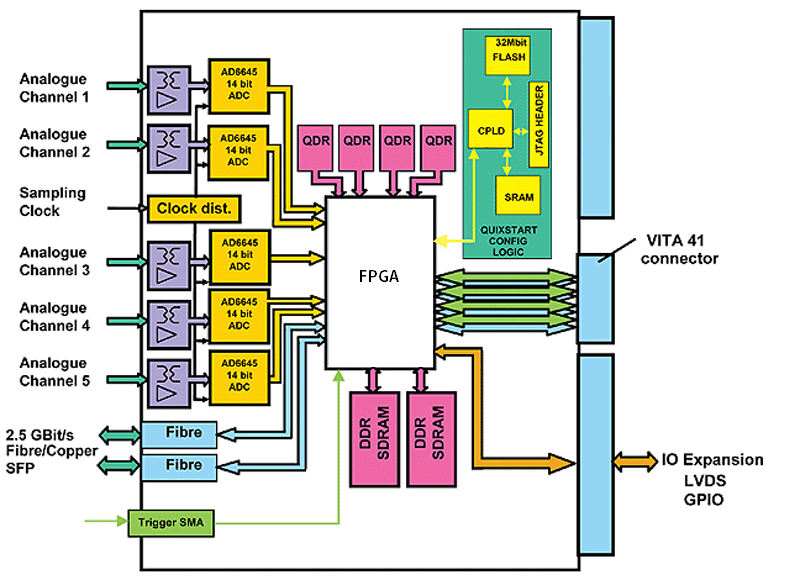 Analogue
Channel 1
AD6645
14 bit
ADC
Analogue
Channel 2
AD6645
14 bit
ADC
Sampling
Clock
Clock dist.
Analogue
Channel 3
AD6645
14 bit
ADC
Analogue
Channel 4
AD6645
14 bit
ADC
Analogue
Channel 5
AD6645
14 bit
ADC
2.5 GBit/s
Fibre/Copper
SFP
Fibre
Fibre
Trigger SMA
QDR
QDR
QDR
QDR
FPGA
DDR
SDRAM
DDR
SDRAM
32Mbit
FLASH
CPLD
JTAG HEADER
SRAM
QUIXSTART
CONFIG
LOGIC
VITA 41
connector
IO Expansion
LVDS
GPIO